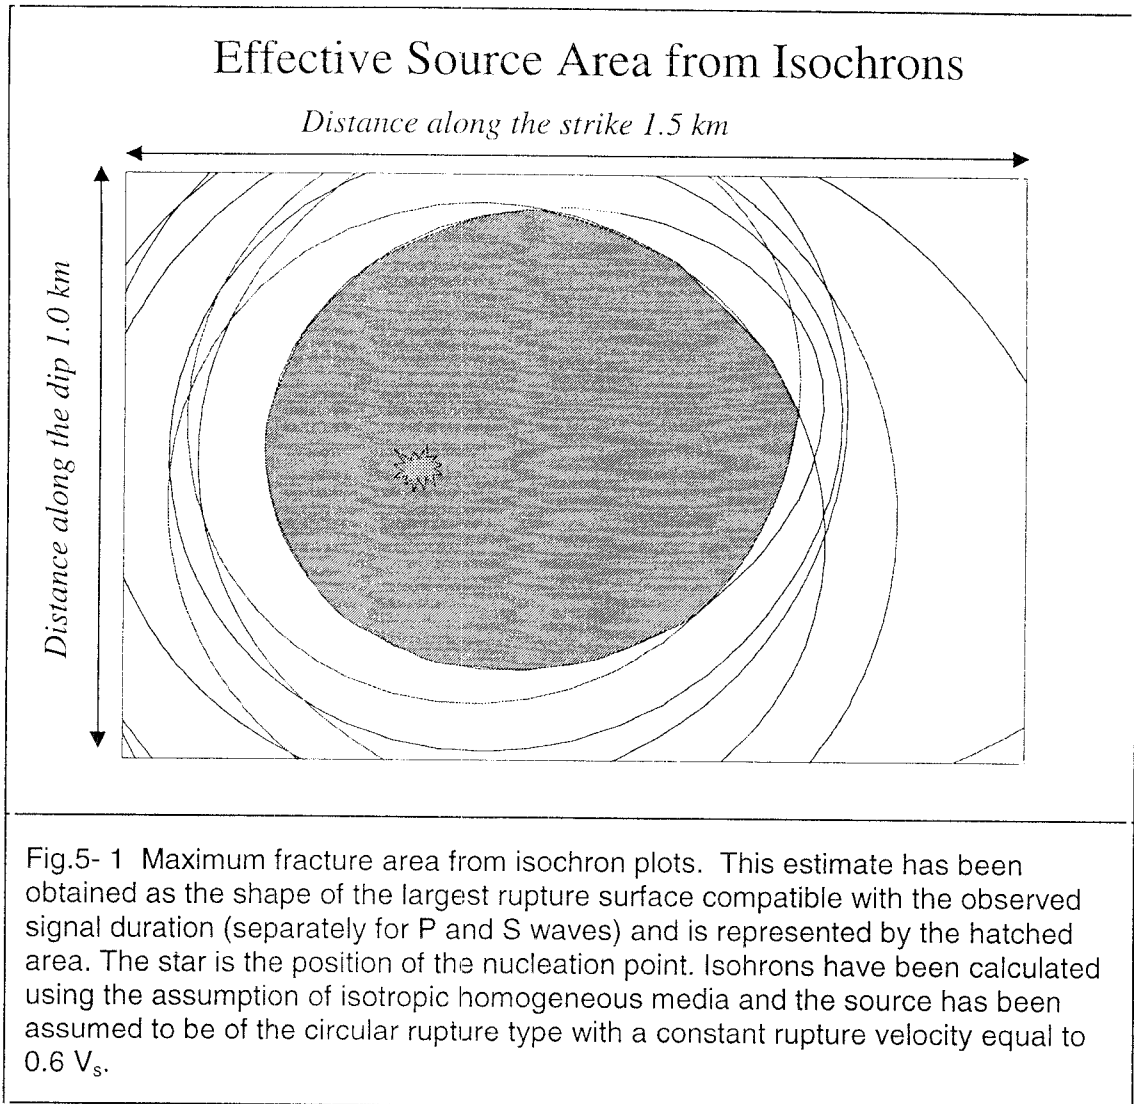 Effective Source Area from Isochrons
Distance along the strike 1.5 km
Distance along the dip 1.0 km
Fig.5- 1 Maximum fracture area from isochron plots. This estimate has been
obtained as the shape of the largest rupture surface compatible with the observed
signal duration (separately for P and S waves) and is represented by the hatched
area. The star is the position of the nucleation point. Isohrons have been calculated
using the assumption of isotropic homogeneous media and the source has been
assumed to be of the circular rupture type with a constant rupture velocity equal to
0.6 Vs.